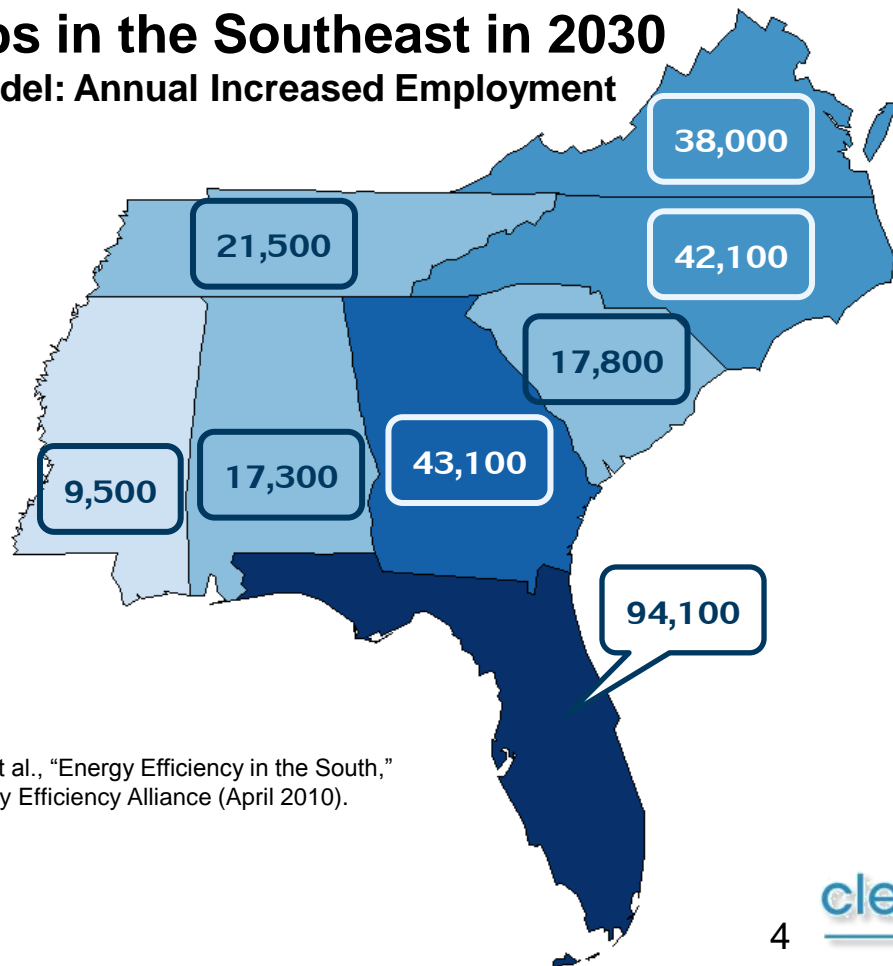 bs in the Southeast in 2030
del: Annual Increased Employment
38,000
21,500
42,100
17,800
43,100
17,300
9,500
94,100
t al., “Energy Efficiency in the South,”
y Efficiency Alliance (April 2010).
cle
4